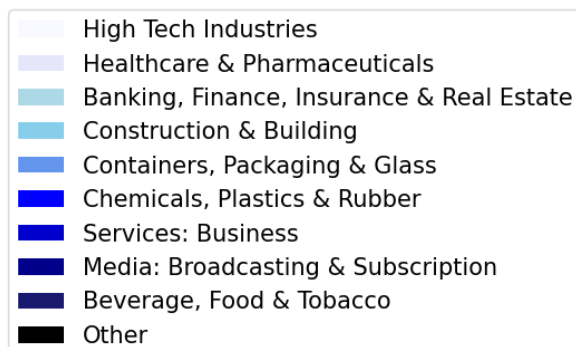 High Tech Industries
Healthcare & Pharmaceuticals
Banking, Finance, Insurance & Real Estate
Construction & Building
Containers, Packaging & Glass
Chemicals, Plastics & Rubber
Services: Business
Media: Broadcasting & Subscription
Beverage, Food & Tobacco
Other